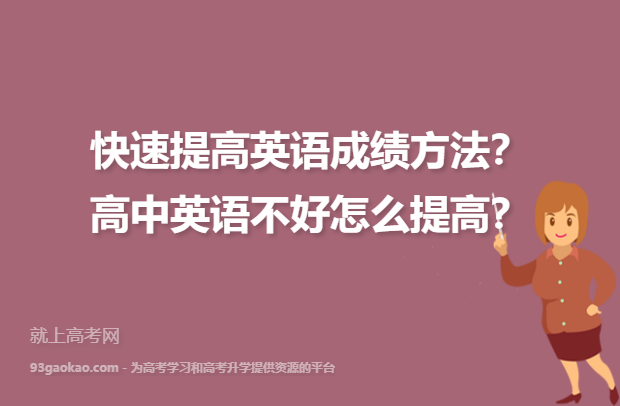 快速提高英语成绩方法?
高中英语不好怎么提高?
就上高考网
93gaokao.com - 为高考学习和高考升学提供资源的平台